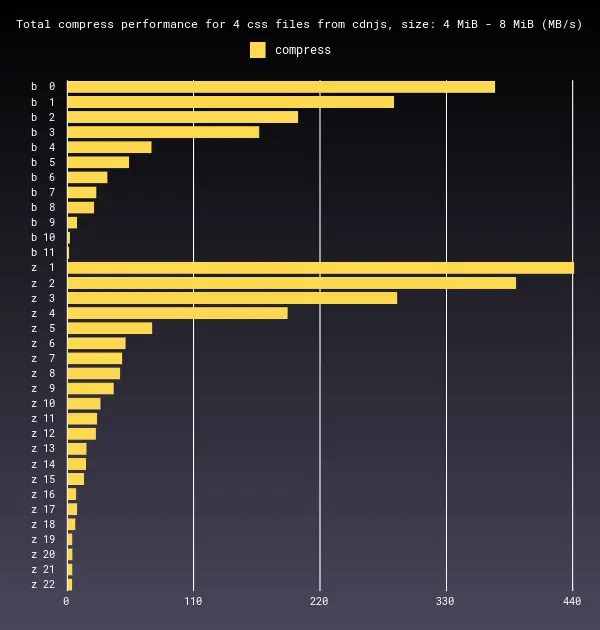 Total compress performance for 4 css files from cdnjs, size: 4 MiB - 8 MiB (MB/s)
compress
b 0
b 1
b 2
b 3
b 4
b 5
b 6
b 7
b 8
b 9
b 10
b 11
z 1
z 2
z 3
z 4
z 5
z 6
z 7
z 8
z 9
z 10
z 11
z 12
z 13
z 14
z 15
z 16
z 17
z 18
z 19
z 20
z 21
z 22
0 110 220 330 440